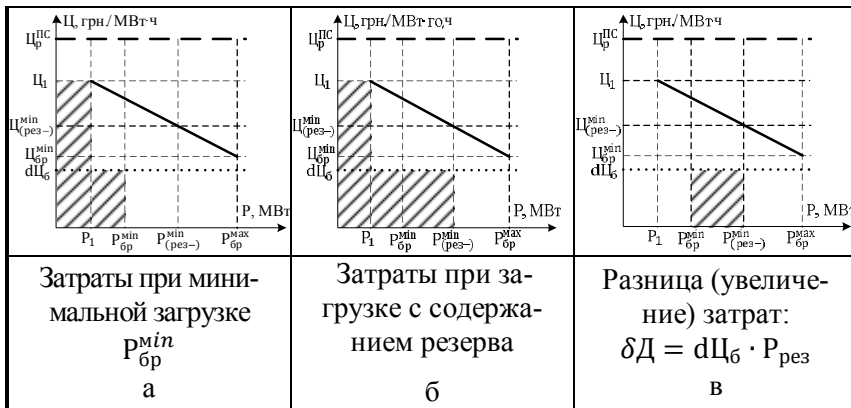 Ц, грн./МВт·ч
Ц_р^ПС
Ц_1
Ц_(рез−)^min
Ц_бр^min
dЦ_б
P, МВт
P_1 P_бр^min P_(рез−)^min P_бр^max
Ц, грн./МВт·го,ч
Ц_р^ПС
Ц_1
Ц_(рез−)^min
Ц_бр^min
dЦ_б
P, МВт
P_1 P_бр^min P_(рез−)^min P_бр^max
Ц, грн./МВт·ч
Ц_р^ПС
Ц_1
Ц_(рез−)^min
Ц_бр^min
dЦ_б
P, МВт
P_1 P_бр^min P_(рез−)^min P_бр^max
Затраты при мини-
мальной загрузке
P_бр^min
а
Затраты при за-
грузке с содержа-
нием резерва
б
Разница (увеличе-
ние) затрат:
δД = dЦ_б · P_рез
в